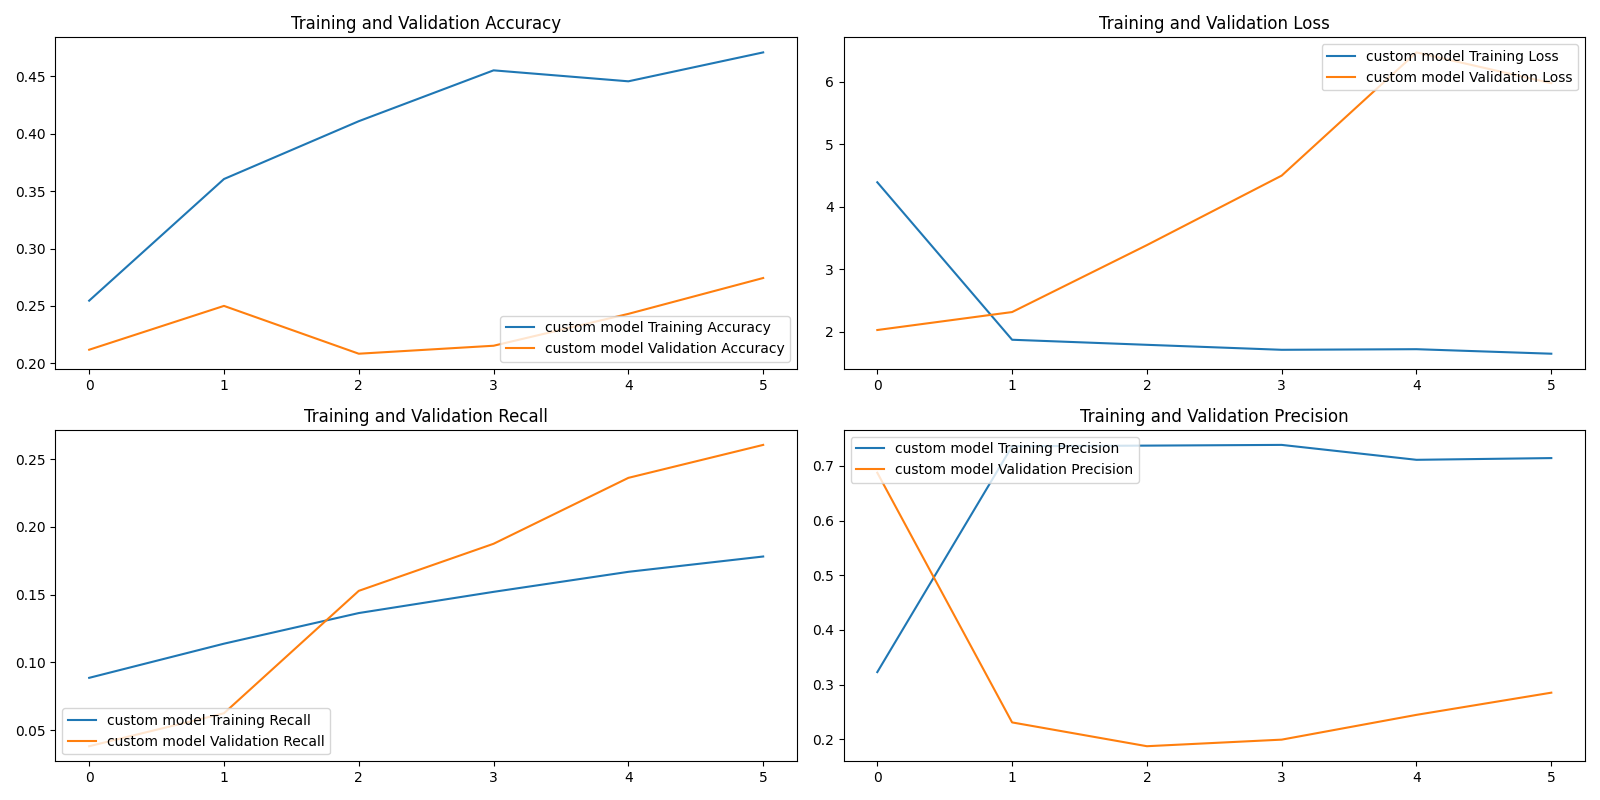 Training and Validation Accuracy
0.45
0.40
0.35
0.30
0.25
0.20
custom model Training Accuracy
custom model Validation Accuracy
0 1 2 3 4 5
Training and Validation Loss
6
5
4
3
2
custom model Training Loss
custom model Validation Loss
0 1 2 3 4 5
Training and Validation Recall
0.25
0.20
0.15
0.10
0.05
custom model Training Recall
custom model Validation Recall
0 1 2 3 4 5
Training and Validation Precision
0.7
0.6
0.5
0.4
0.3
0.2
custom model Training Precision
custom model Validation Precision
0 1 2 3 4 5